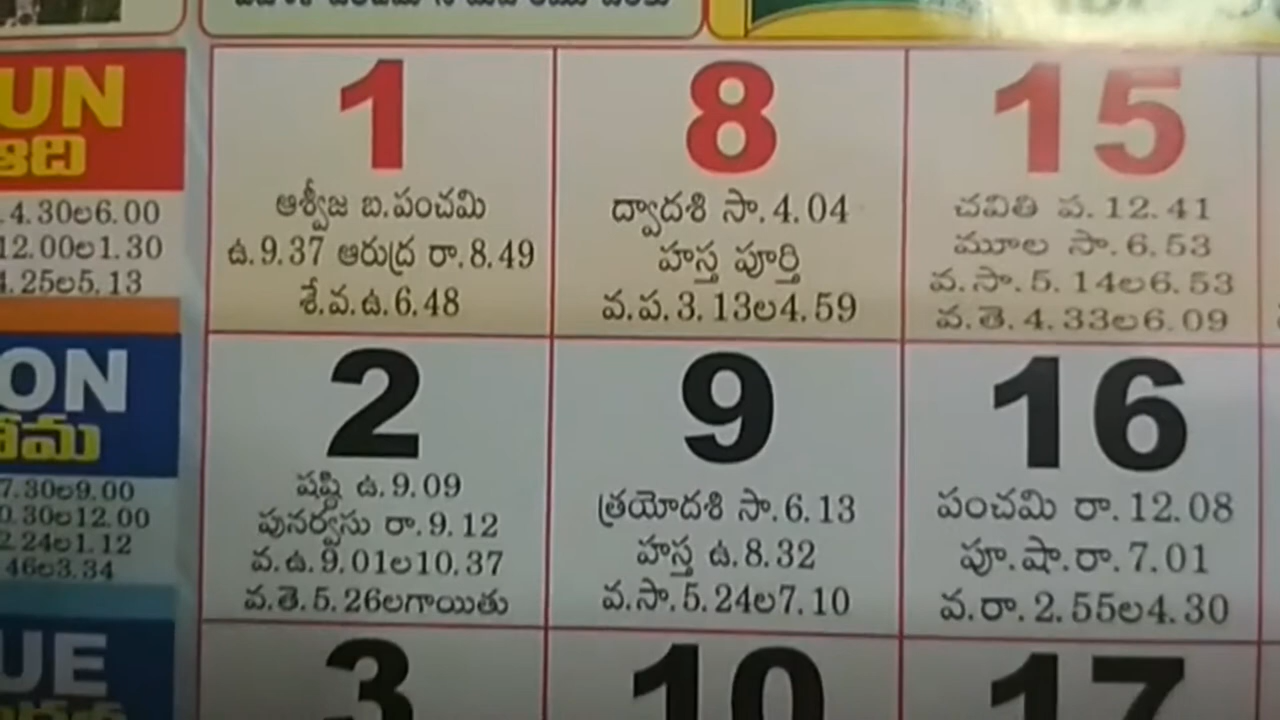 UN
ఆది
.4.30ల6.00
12.00ల1.30
4.25ల5.13
1
ఆశ్వీజ బ.పంచమి
ఉ.9.37 ఆరుద్ర రా.8.49
శే.వ.ఉ.6.48
8
ద్వాదశి సా.4.04
హస్త పూర్తి
వ.ప.3.13ల4.59
15
చవితి ప.12.41
మూల సా.6.53
వ.సా.5.14ల6.53
వ.తె.4.33ల6.09
ON
సోమ
7.30ల9.00
0.30ల12.00
2.24ల1.12
46ల3.34
2
షష్ఠి ఉ.9.09
పునర్వసు రా.9.12
వ.ఉ.9.01ల10.37
వ.తె.5.26లగాయితు
9
త్రయోదశి సా.6.13
హస్త ఉ.8.32
వ.సా.5.24ల7.10
16
పంచమి రా.12.08
పూ.షా.రా.7.01
వ.రా.2.55ల4.30
UE
3
10
17